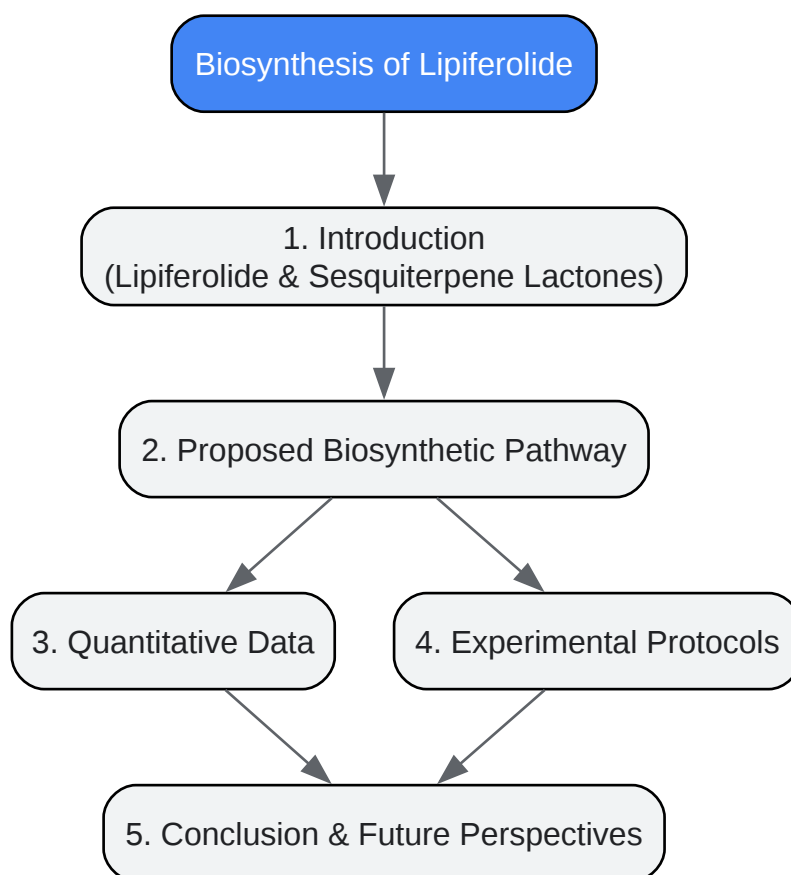 Biosynthesis of Lipiferolide
1. Introduction
(Lipiferolide & Sesquiterpene Lactones)
2. Proposed Biosynthetic Pathway
3. Quantitative Data
4. Experimental Protocols
5. Conclusion & Future Perspectives